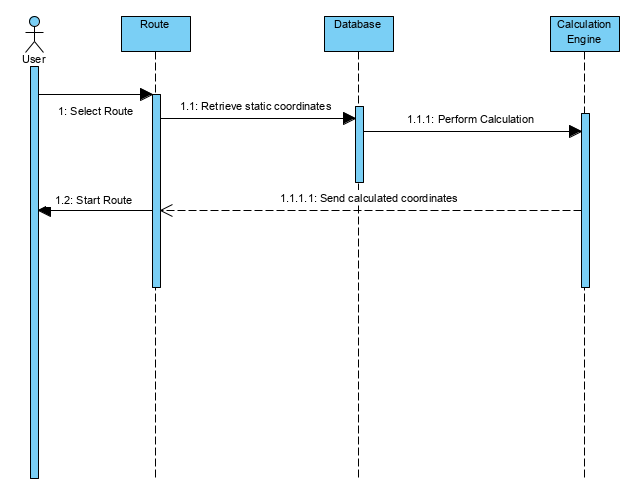 User
Route
Database
Calculation
Engine
1: Select Route
1.1: Retrieve static coordinates
1.1.1: Perform Calculation
1.1.1.1: Send calculated coordinates
1.2: Start Route